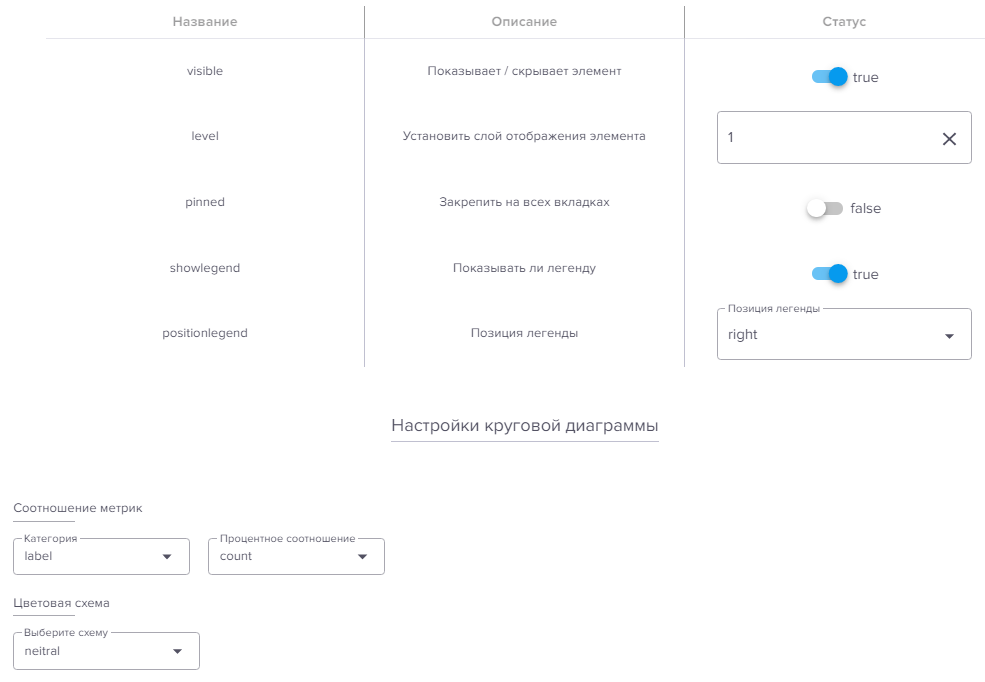 Название Описание Статус
visible Показывает / скрывает элемент true
level Установить слой отображения элемента 1
pinned Закрепить на всех вкладках false
showlegend Показывать ли легенду true
Позиция легенды
positionlegend Позиция легенды right
Настройки круговой диаграммы
Соотношение метрик
Категория Процентное соотношение
label count
Цветовая схема
Выберите схему
neitral